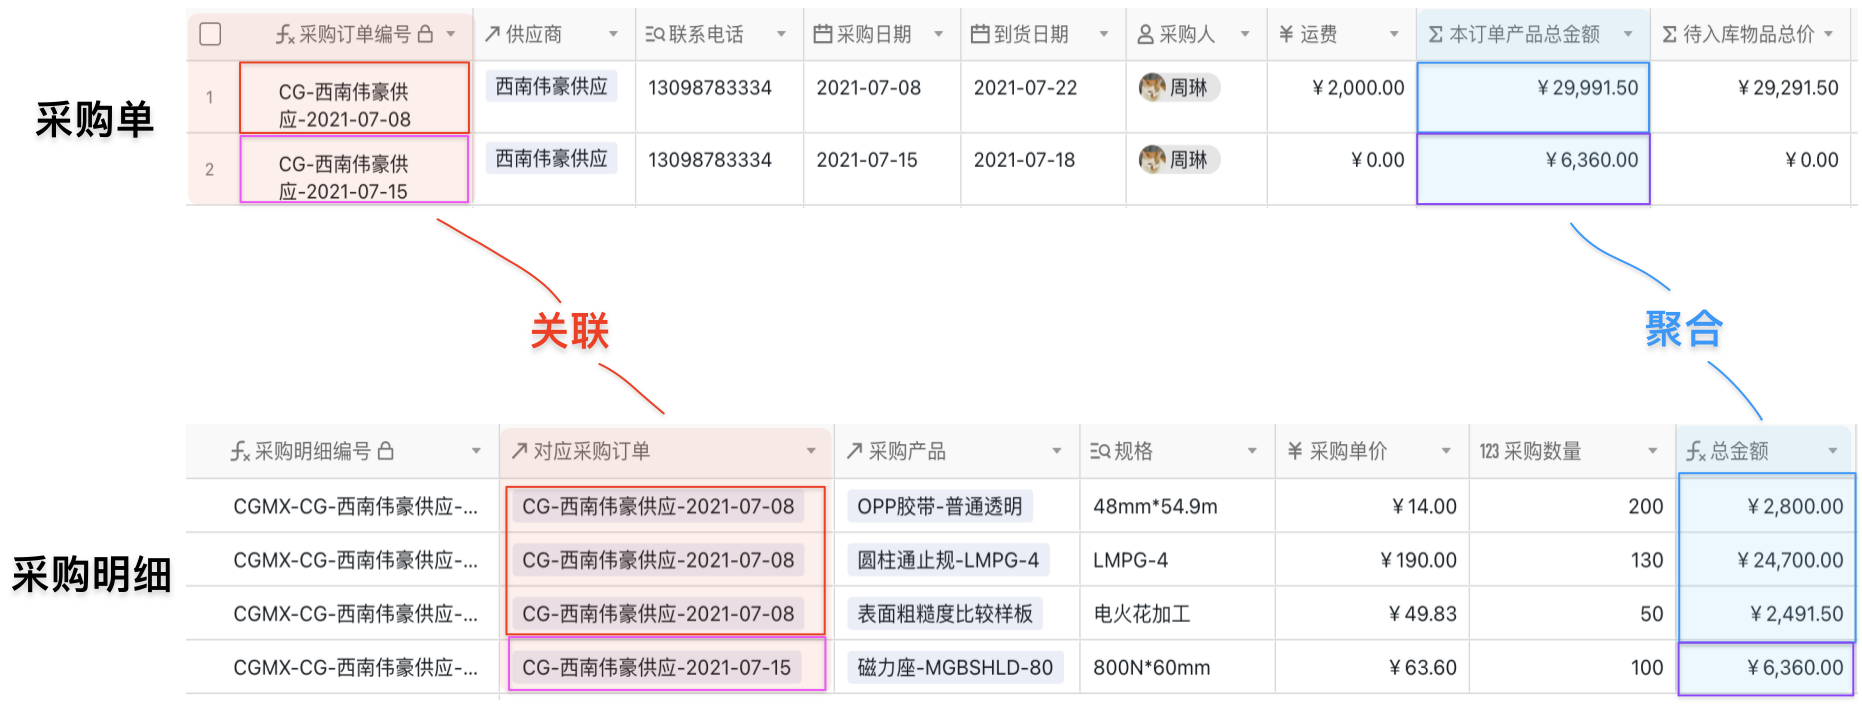 采购订单编号 供应商 联系电话 采购日期 到货日期 采购人 ¥ 运费 Σ 本订单产品总金额 Σ 待入库物品总价
采购单
1 CG-西南伟豪供 西南伟豪供应 13098783334 2021-07-08 2021-07-22 周琳 ¥2,000.00 ¥29,991.50 ¥29,291.50
应-2021-07-08
2 CG-西南伟豪供 西南伟豪供应 13098783334 2021-07-15 2021-07-18 周琳 ¥0.00 ¥6,360.00 ¥0.00
应-2021-07-15
关联
聚合
采购明细
fx 采购明细编号 对应采购订单 采购产品 规格 ¥ 采购单价 123 采购数量 fx 总金额
CGMX-CG-西南伟豪供应-... CG-西南伟豪供应-2021-07-08 OPP胶带-普通透明 48mm*54.9m ¥14.00 200 ¥2,800.00
CGMX-CG-西南伟豪供应-... CG-西南伟豪供应-2021-07-08 圆柱通止规-LMPG-4 LMPG-4 ¥190.00 130 ¥24,700.00
CGMX-CG-西南伟豪供应-... CG-西南伟豪供应-2021-07-08 表面粗糙度比较样板 电火花加工 ¥49.83 50 ¥2,491.50
CGMX-CG-西南伟豪供应-... CG-西南伟豪供应-2021-07-15 磁力座-MGBSHLD-80 800N*60mm ¥63.60 100 ¥6,360.00